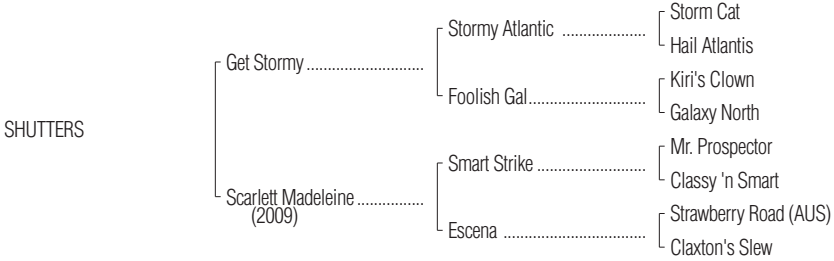 Storm Cat
Stormy Atlantic ....................
Hail Atlantis
Get Stormy ............................
Kiri's Clown
Foolish Gal............................
Galaxy North
SHUTTERS
Mr. Prospector
Smart Strike ..........................
Classy 'n Smart
Scarlett Madeleine ................
(2009)
Strawberry Road (AUS)
Escena ..................................
Claxton's Slew